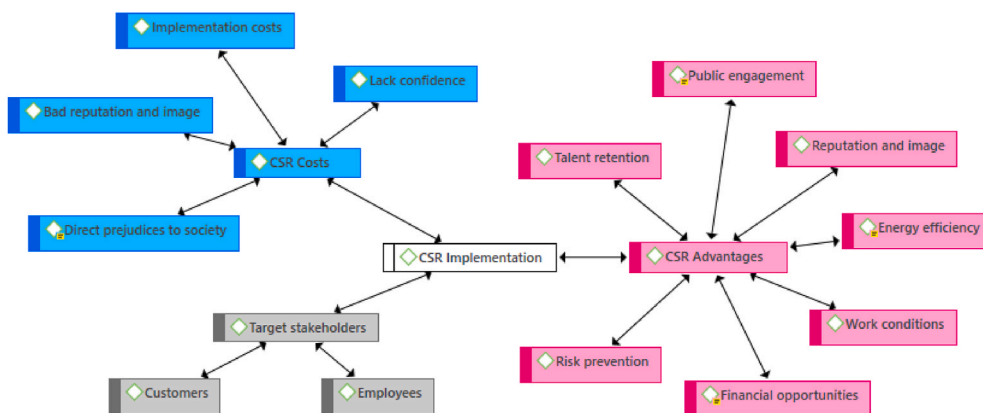 Implementation costs
Lack confidence
Public engagement
Bad reputation and image
Talent retention
Reputation and image
CSR Costs
Direct prejudices to society
Energy efficiency
CSR Implementation
CSR Advantages
Target stakeholders
Work conditions
Risk prevention
Customers
Employees
Financial opportunities